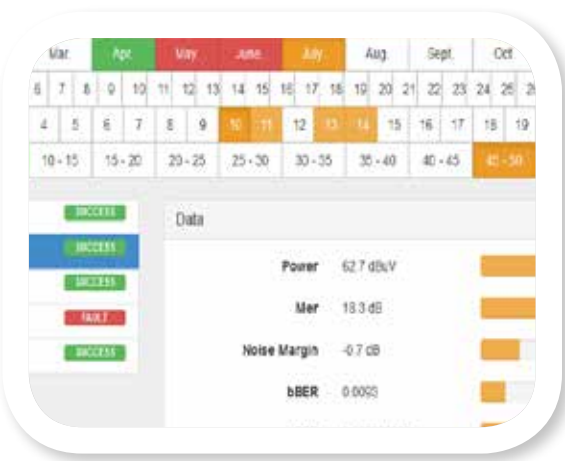 Mar. Apr. May June July Aug. Sept. Oct.
6 7 8 9 10 11 12 13 14 15 16 17 18 19 20 21 22 23 24 25
4 5 6 7 8 9 10 11 12 13 14 15 16 17 18 19
10 - 15 15 - 20 20 - 25 25 - 30 30 - 35 35 - 40 40 - 45 45 - 50
SUCCESS
Data
SUCCESS
Power 62.7 dBuV
SUCCESS
Mer 18.3 dB
FAULT
Noise Margin -0.7 dB
SUCCESS
bBER